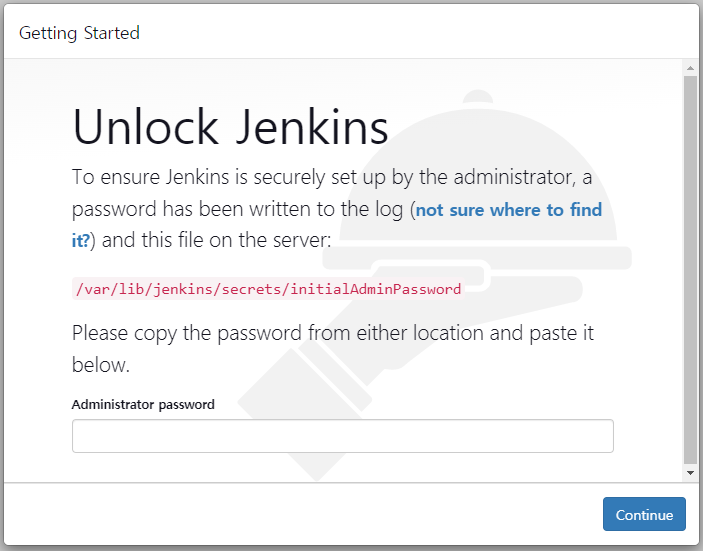 Getting Started
Unlock Jenkins
To ensure Jenkins is securely set up by the administrator, a
password has been written to the log (not sure where to find
it?) and this file on the server:
/var/lib/jenkins/secrets/initialAdminPassword
Please copy the password from either location and paste it
below.
Administrator password
Continue